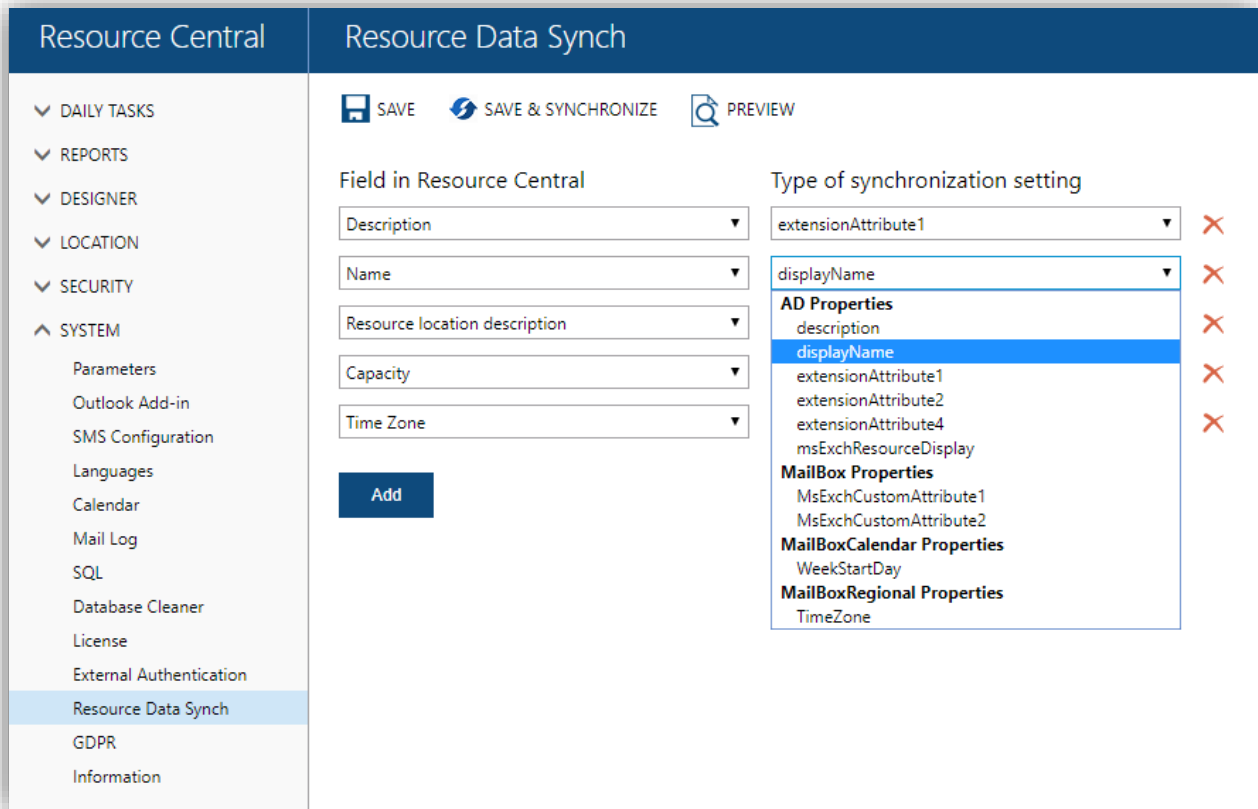 Resource Central
Resource Data Synch
DAILY TASKS
REPORTS
DESIGNER
LOCATION
SECURITY
SYSTEM
Parameters
Outlook Add-in
SMS Configuration
Languages
Calendar
Mail Log
SQL
Database Cleaner
License
External Authentication
Resource Data Synch
GDPR
Information
SAVE
SAVE & SYNCHRONIZE
PREVIEW
Field in Resource Central
Type of synchronization setting
Description
extensionAttribute1
Name
displayName
Resource location description
Capacity
Time Zone
Add
AD Properties
description
displayName
extensionAttribute1
extensionAttribute2
extensionAttribute4
msExchResourceDisplay
MailBox Properties
MsExchCustomAttribute1
MsExchCustomAttribute2
MailBoxCalendar Properties
WeekStartDay
MailBoxRegional Properties
TimeZone